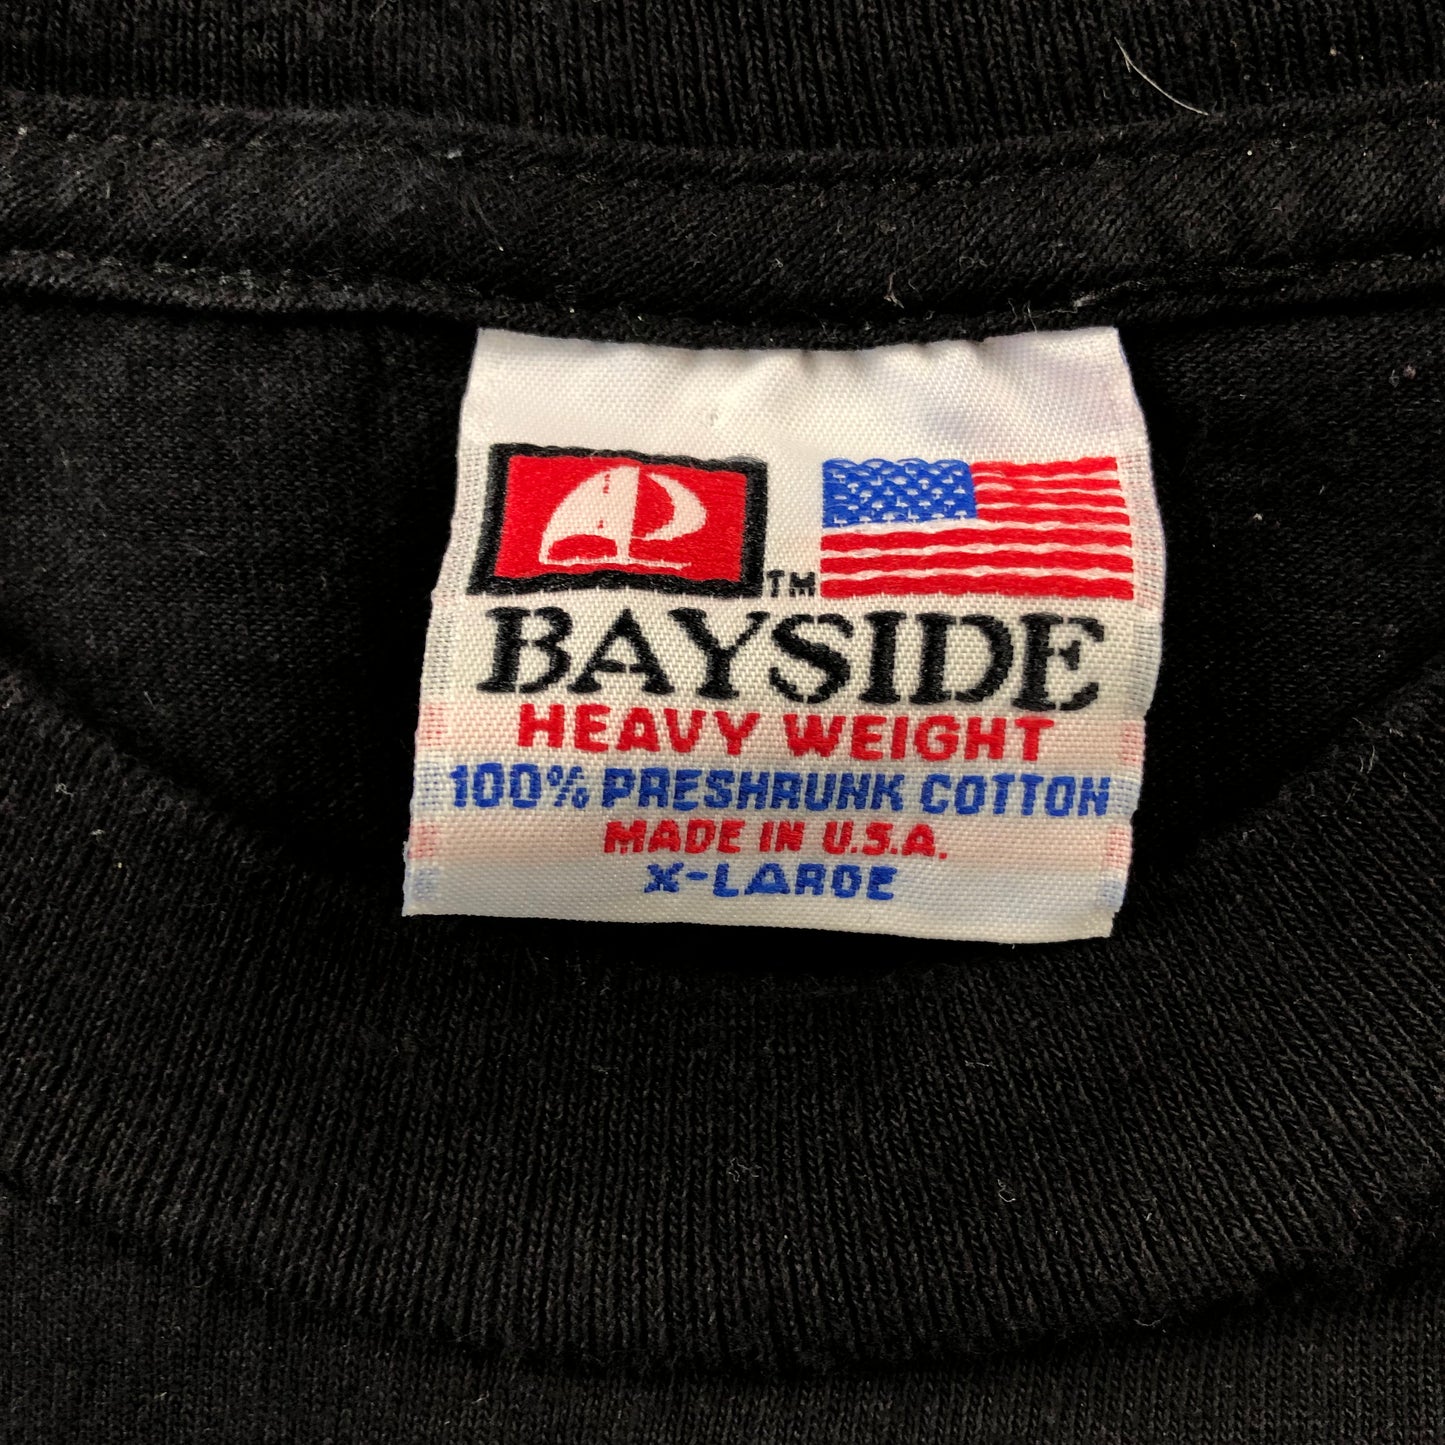 TM
BAYSIDE
HEAVY WEIGHT
100% PRESHRUNK COTTON
MADE IN U.S.A.
X-LARGE